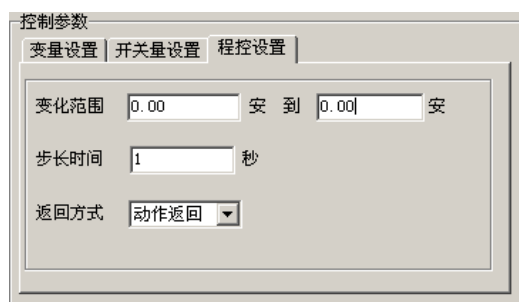 控制参数
变量设置 开关量设置 程控设置
变化范围 0.00 安 到 0.00 安
步长时间 1 秒
返回方式 动作返回